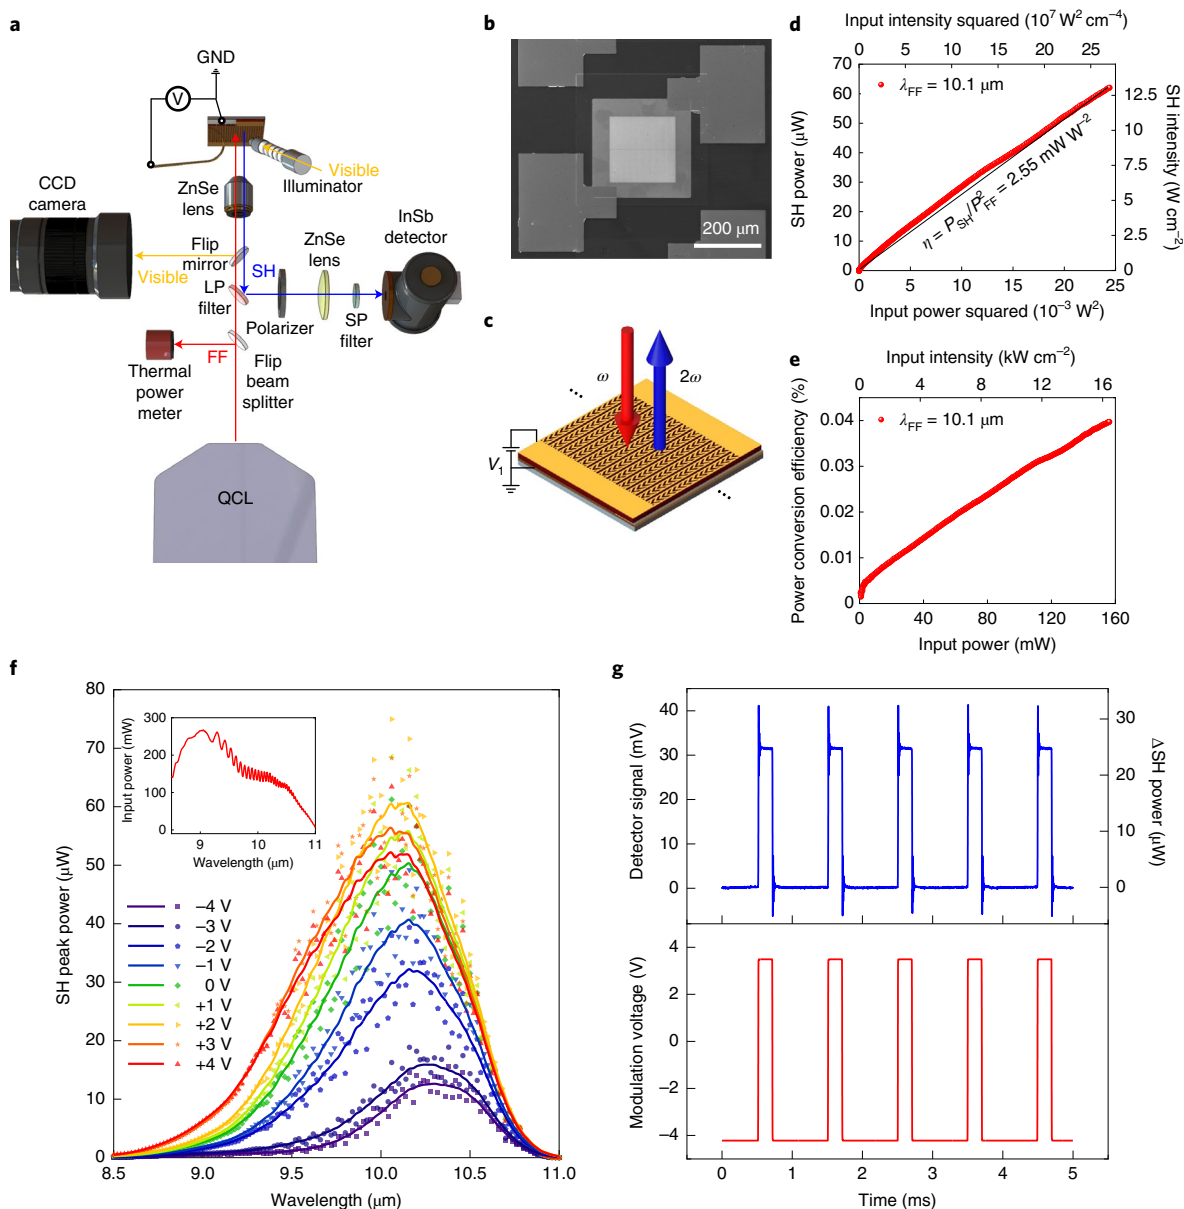 a
GND
V
Visible
Illuminator
CCD
camera
ZnSe
lens
InSb
detector
ZnSe
lens
Flip
mirror
Visible
SH
LP
filter
Polarizer
SP
filter
FF
Thermal
power
meter
Flip
beam
splitter
QCL
b
200 μm
c
ω
2ω
...
V1
...
d
Input intensity squared (10⁷ W² cm⁻⁴)
0 5 10 15 20 25
70
60
50
40
30
20
10
0
SH power (μW)
λFF = 10.1 μm
η = PSH/P²FF = 2.55 mW W⁻²
12.5
10
7.5
5
2.5
0
SH intensity (W cm⁻²)
0 5 10 15 20 25
Input power squared (10⁻³ W²)
e
Input intensity (kW cm⁻²)
0 4 8 12 16
Power conversion efficiency (%)
0.04
0.03
0.02
0.01
0
λFF = 10.1 μm
0 40 80 120 160
Input power (mW)
f
80
70
60
50
40
30
20
10
0
SH peak power (μW)
Input power (mW)
300
200
100
0
9 10 11
Wavelength (μm)
−4 V
−3 V
−2 V
−1 V
0 V
+1 V
+2 V
+3 V
+4 V
8.5 9.0 9.5 10.0 10.5 11.0
Wavelength (μm)
g
Detector signal (mV)
40
30
20
10
0
30
20
10
0
ΔSH power (μW)
Modulation voltage (V)
4
2
0
−2
−4
0 1 2 3 4 5
Time (ms)